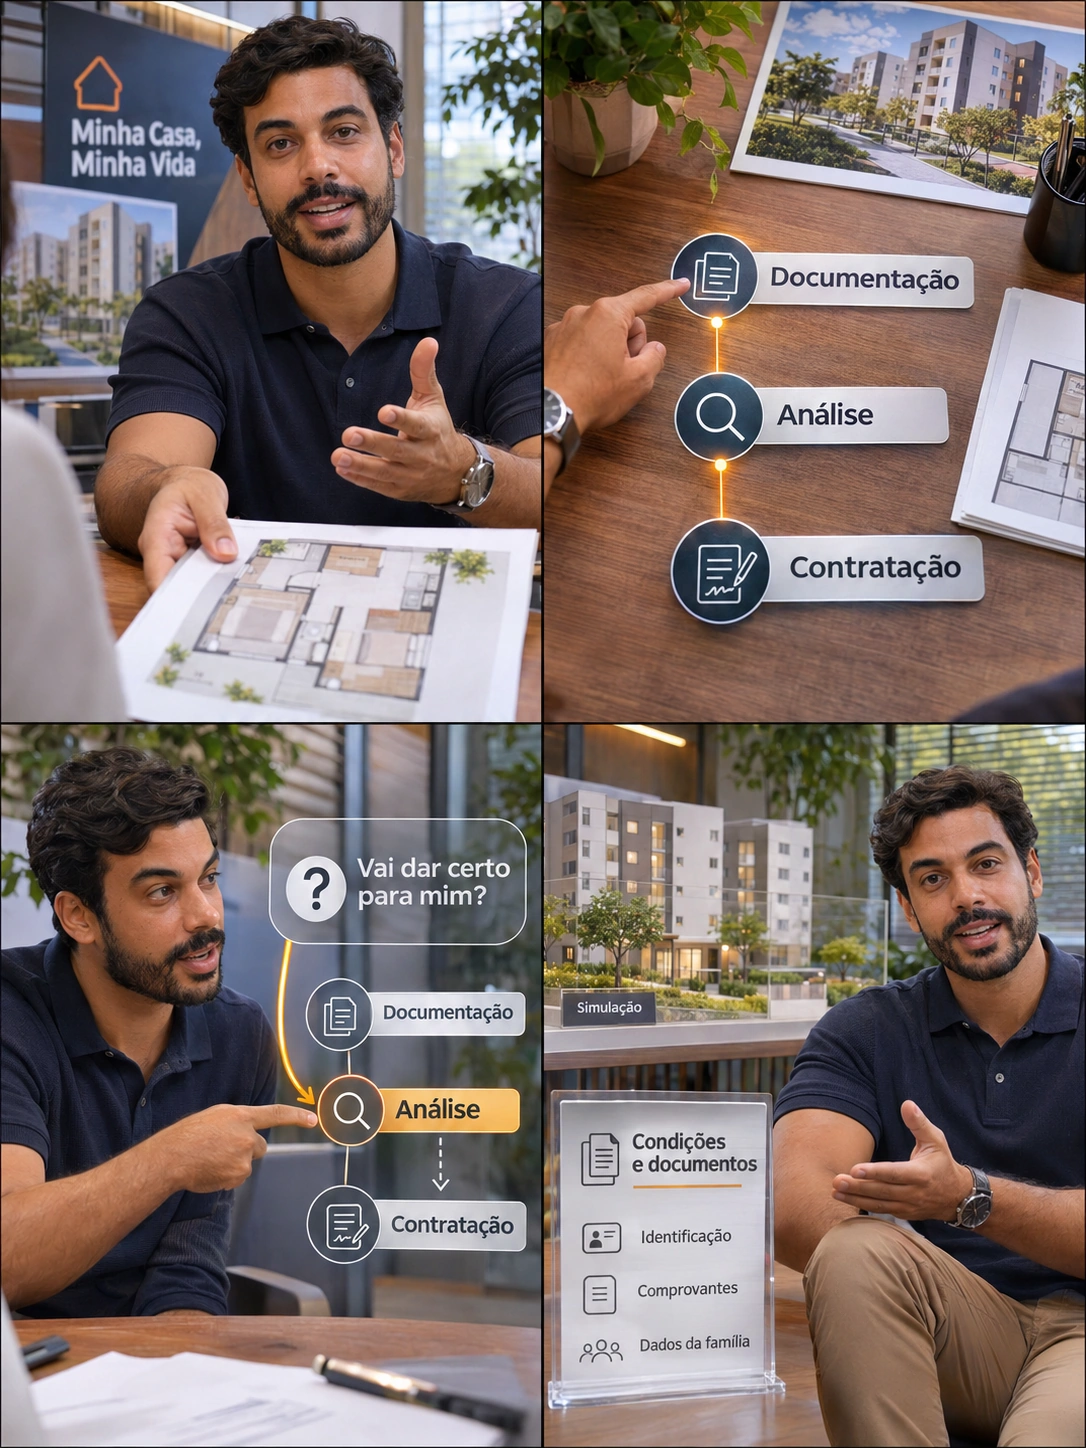 Minha Casa,
Minha Vida
Documentação
Análise
Contratação
?
Vai dar certo
para mim?
Documentação
Análise
Contratação
Simulação
Condições
e documentos
Identificação
Comprovantes
Dados da família